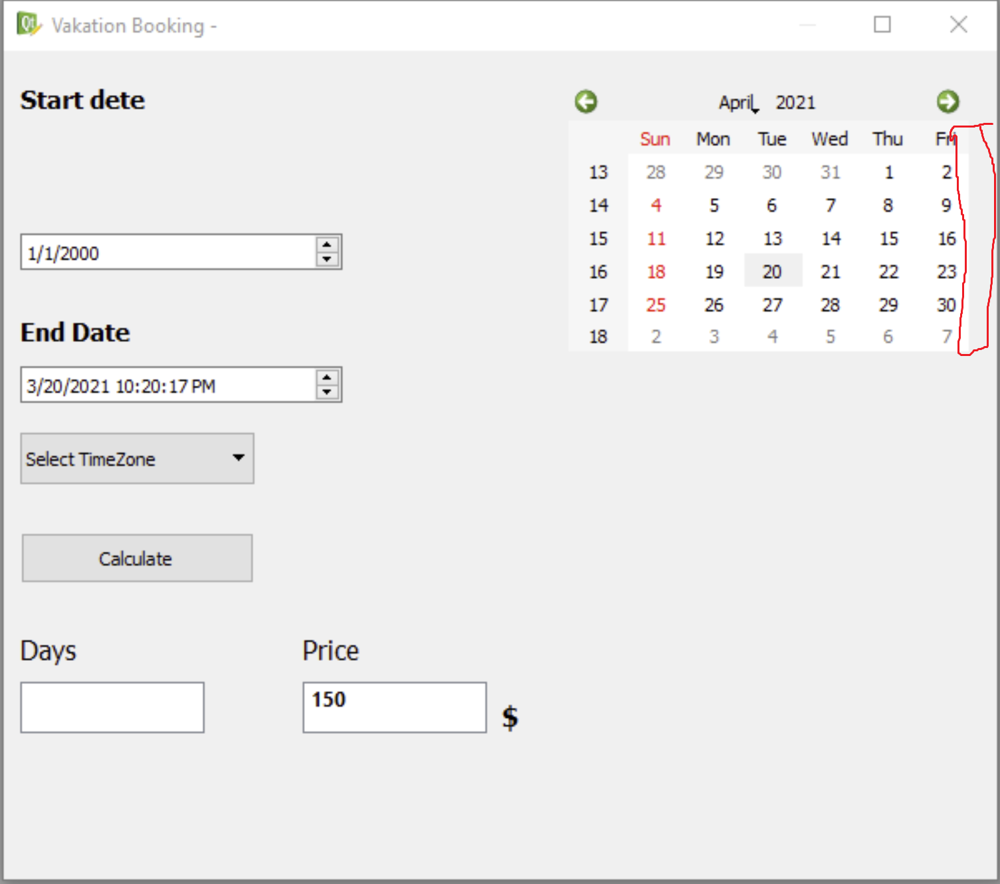 Vakation Booking -
Start dete
April 2021
Sun Mon Tue Wed Thu Fri
13 28 29 30 31 1 2
14 4 5 6 7 8 9
15 11 12 13 14 15 16
16 18 19 20 21 22 23
17 25 26 27 28 29 30
18 2 3 4 5 6 7
1/1/2000
End Date
3/20/2021 10:20:17 PM
Select TimeZone
Calculate
Days Price
150 $